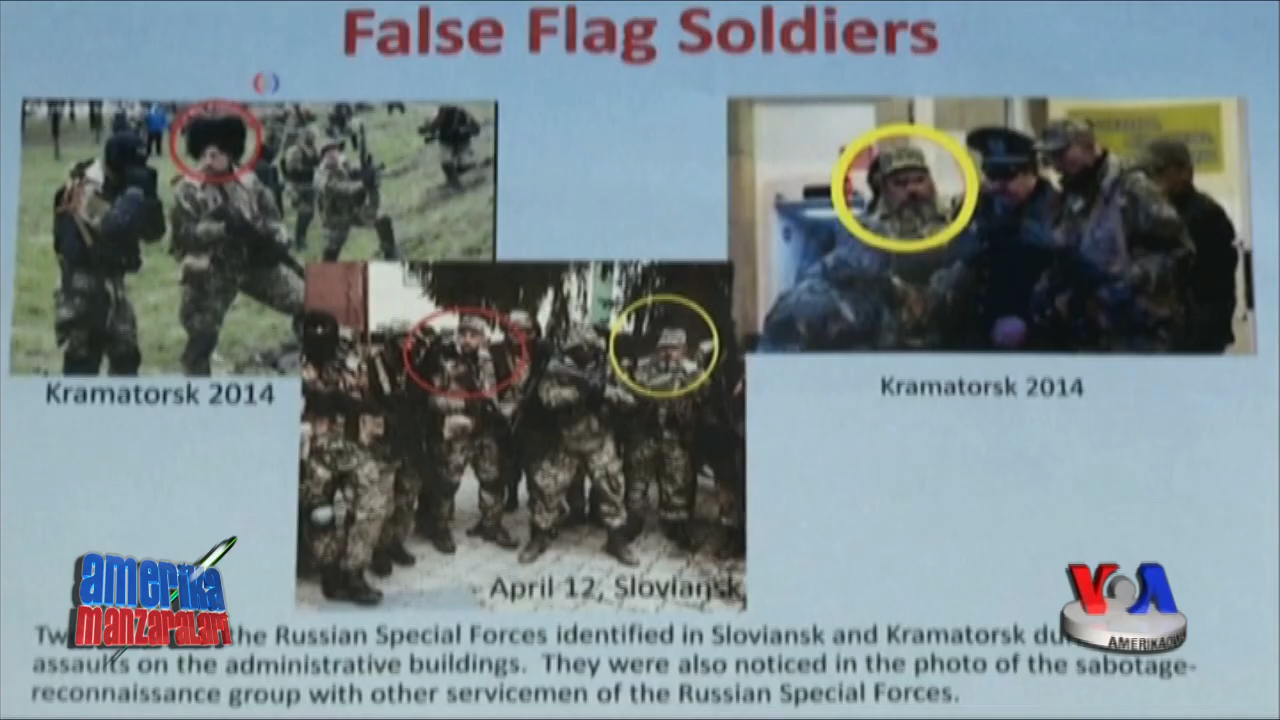 False Flag Soldiers
Kramatorsk 2014
Kramatorsk 2014
- April 12, Sloviansk
amerika
manzaralari
VOA
the Russian Special Forces identified in Sloviansk and Kramatorsk
assaults on the administrative buildings. They were also noticed in the photo of the sabotage-
reconnaissance group with other servicemen of the Russian Special Forces.